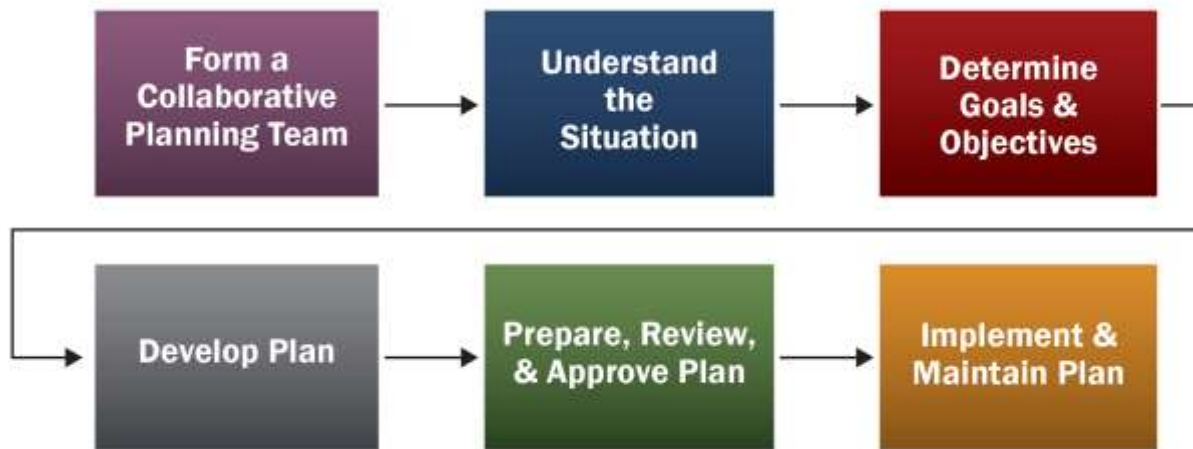 Form a
Collaborative
Planning Team
Understand
the
Situation
Determine
Goals &
Objectives
Develop Plan
Prepare, Review,
& Approve Plan
Implement &
Maintain Plan